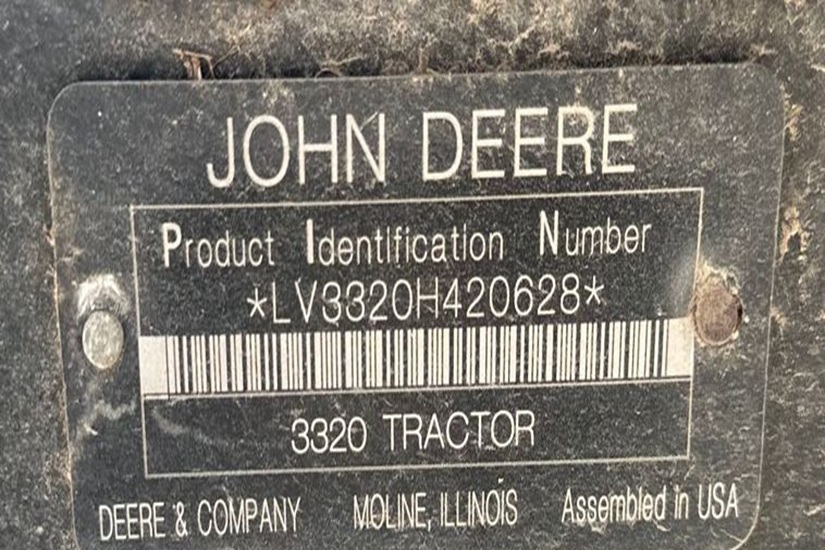 JOHN DEERE
Product Identification Number
*LV3320H420628*
3320 TRACTOR
DEERE & COMPANY MOLINE, ILLINOIS Assembled in USA